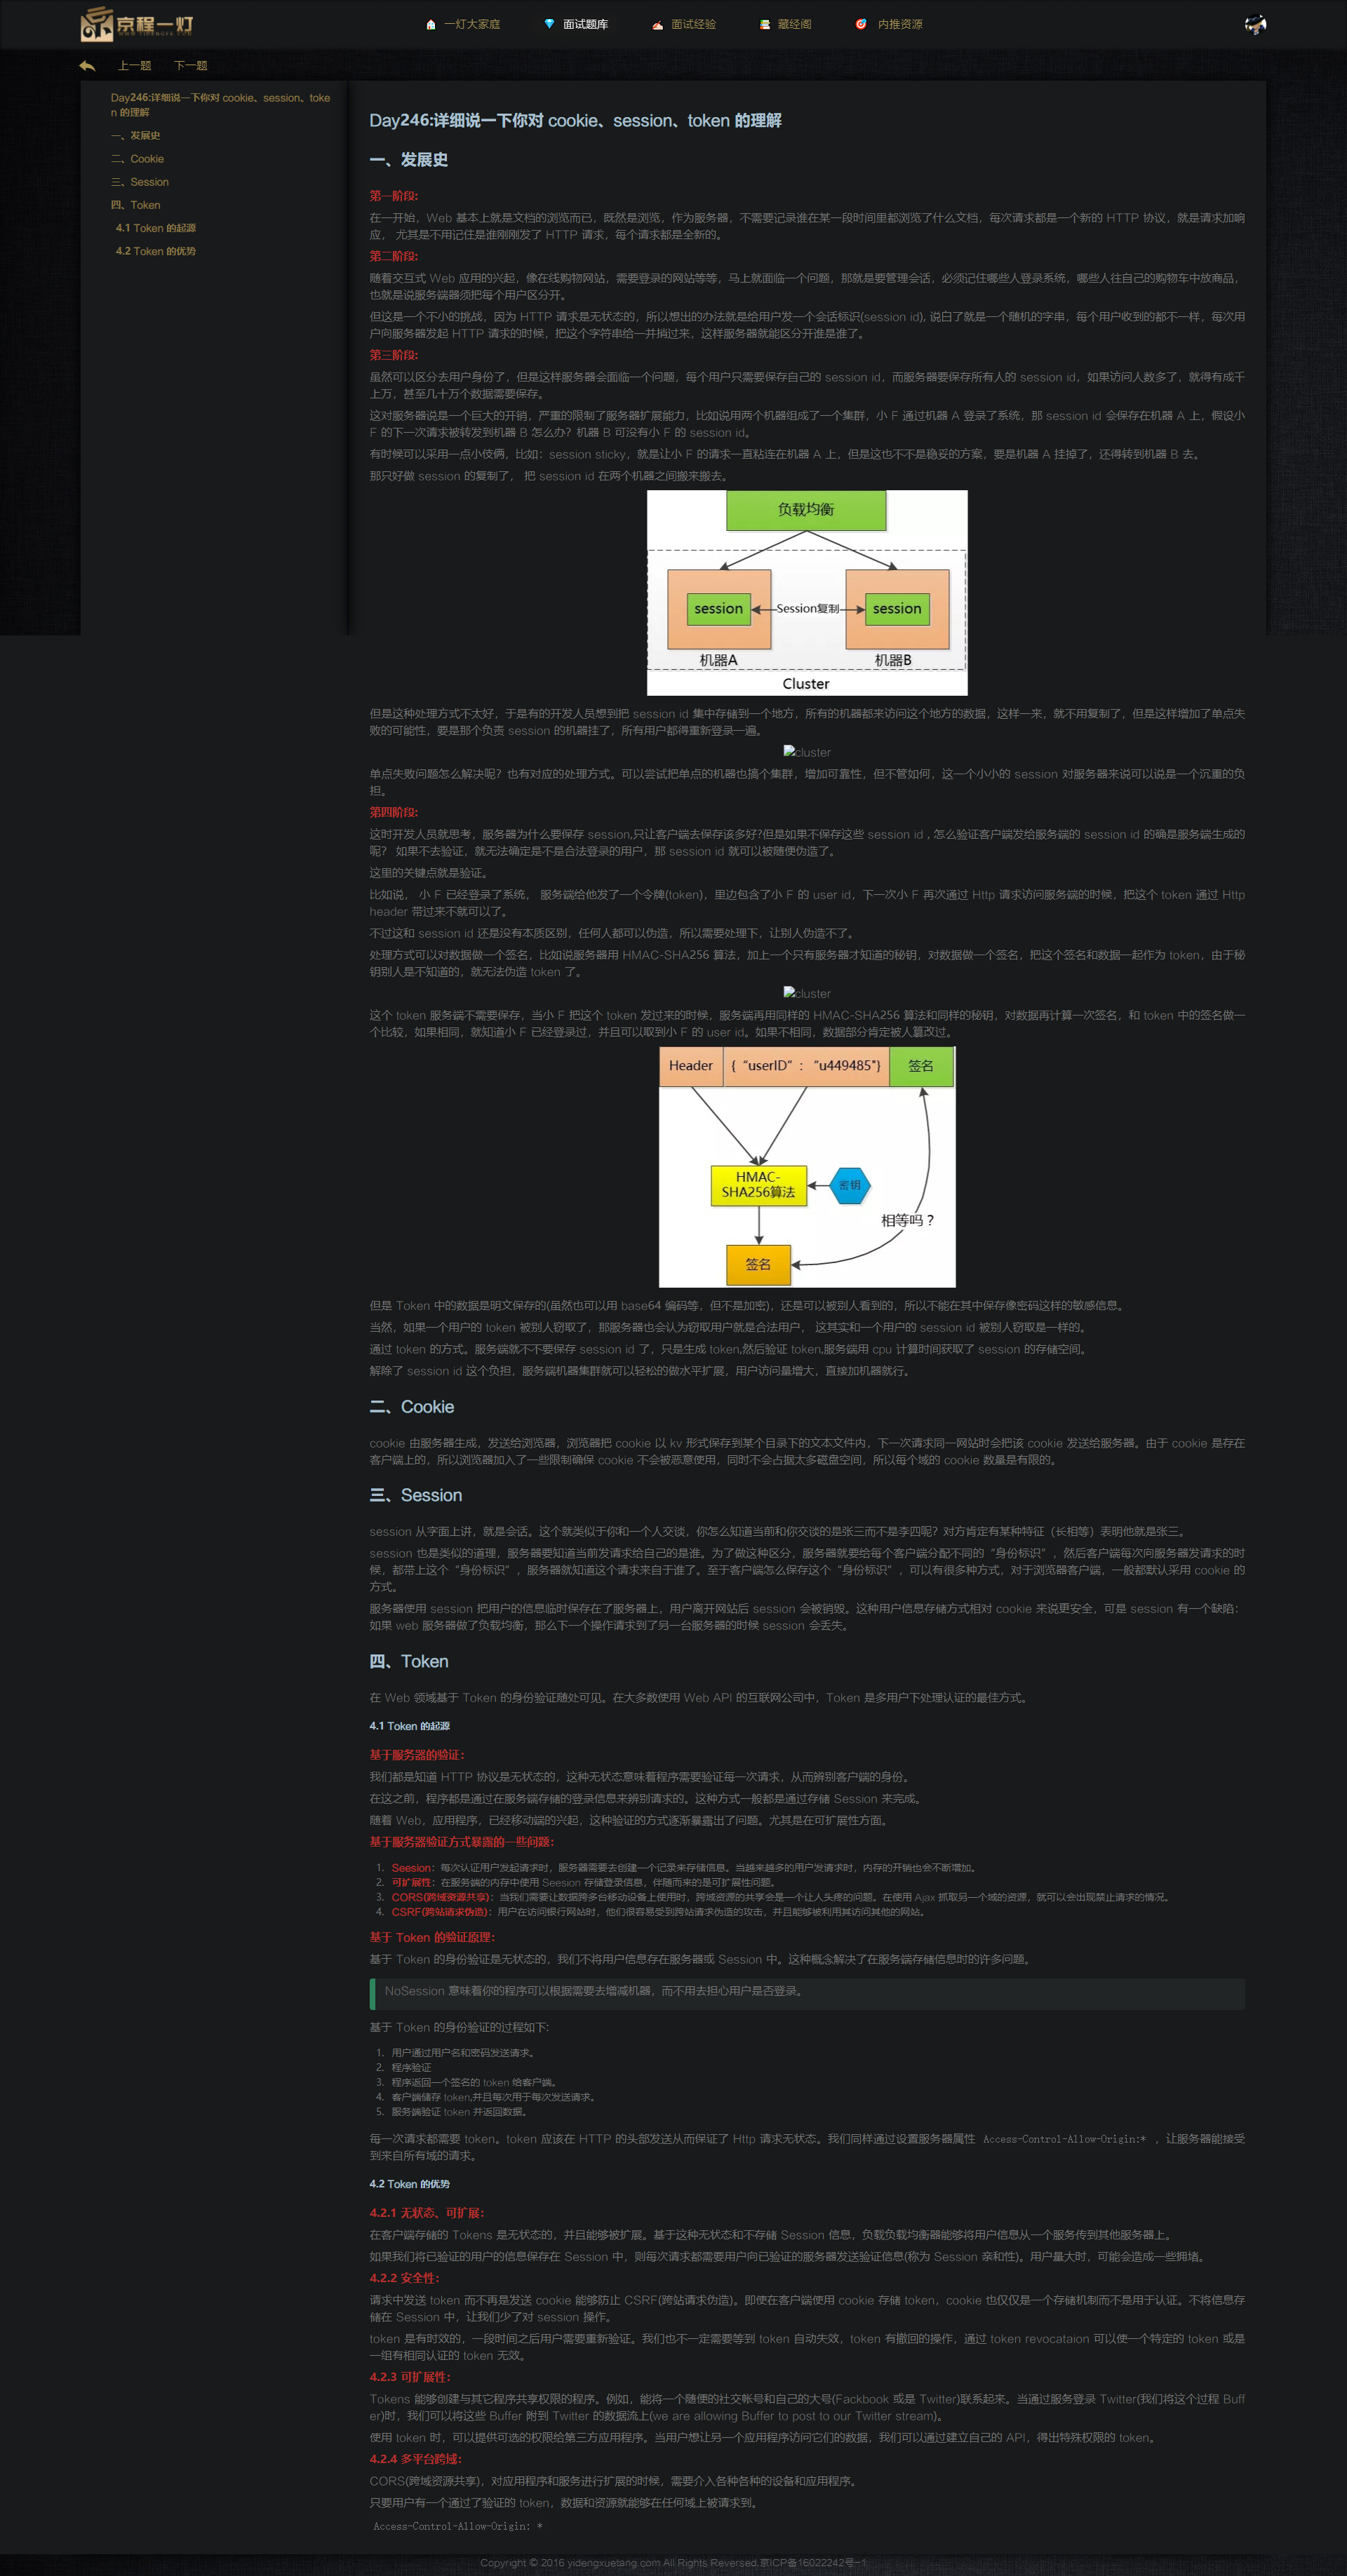 京程一灯
一灯大家庭
面试题库
面试经验
藏经阁
内推资源
上一题
下一题
Day246:详细说一下你对 cookie、session、toke
n 的理解
一、发展史
二、Cookie
三、Session
四、Token
4.1 Token 的起源
4.2 Token 的优势
Day246:详细说一下你对 cookie、session、token 的理解
一、发展史
第一阶段:
在一开始，Web 基本上就是文档的浏览而已，既然是浏览，作为服务器，不需要记录谁在某一段时间里都浏览了什么文档，每次请求都是一个新的 HTTP 协议，就是请求加响
应， 尤其是不用记住是谁刚刚发了 HTTP 请求，每个请求都是全新的。
第二阶段:
随着交互式 Web 应用的兴起，像在线购物网站，需要登录的网站等等，马上就面临一个问题，那就是要管理会话，必须记住哪些人登录系统，哪些人往自己的购物车中放商品，
也就是说服务端器须把每个用户区分开。
但这是一个不小的挑战，因为 HTTP 请求是无状态的，所以想出的办法就是给用户发一个会话标识(session id), 说白了就是一个随机的字串，每个用户收到的都不一样，每次用
户向服务器发起 HTTP 请求的时候，把这个字符串给一并捎过来，这样服务器就能区分开谁是谁了。
第三阶段:
虽然可以区分去用户身份了，但是这样服务器会面临一个问题，每个用户只需要保存自己的 session id，而服务器要保存所有人的 session id，如果访问人数多了，就得有成千
上万，甚至几十万个数据需要保存。
这对服务器说是一个巨大的开销，严重的限制了服务器扩展能力，比如说用两个机器组成了一个集群，小 F 通过机器 A 登录了系统，那 session id 会保存在机器 A 上，假设小
F 的下一次请求被转发到机器 B 怎么办？机器 B 可没有小 F 的 session id。
有时候可以采用一点小伎俩，比如：session sticky，就是让小 F 的请求一直粘连在机器 A 上，但是这也不不是稳妥的方案，要是机器 A 挂掉了，还得转到机器 B 去。
那只好做 session 的复制了， 把 session id 在两个机器之间搬来搬去。
负载均衡
session
Session复制
session
机器A
机器B
Cluster
但是这种处理方式不太好，于是有的开发人员想到把 session id 集中存储到一个地方，所有的机器都来访问这个地方的数据，这样一来，就不用复制了，但是这样增加了单点失
败的可能性，要是那个负责 session 的机器挂了，所有用户都得重新登录一遍。
cluster
单点失败问题怎么解决呢？也有对应的处理方式。可以尝试把单点的机器也搞个集群，增加可靠性，但不管如何，这一个小小的 session 对服务器来说可以说是一个沉重的负
担。
第四阶段:
这时开发人员就思考，服务器为什么要保存 session,只让客户端去保存该多好?但是如果不保存这些 session id , 怎么验证客户端发给服务端的 session id 的确是服务端生成的
呢？ 如果不去验证，就无法确定是不是合法登录的用户，那 session id 就可以被随便伪造了。
这里的关键点就是验证。
比如说， 小 F 已经登录了系统， 服务端给他发了一个令牌(token)，里边包含了小 F 的 user id，下一次小 F 再次通过 Http 请求访问服务端的时候，把这个 token 通过 Http
header 带过来不就可以了。
不过这和 session id 还是没有本质区别，任何人都可以伪造，所以需要处理下，让别人伪造不了。
处理方式可以对数据做一个签名，比如说服务器用 HMAC-SHA256 算法，加上一个只有服务器才知道的秘钥，对数据做一个签名，把这个签名和数据一起作为 token，由于秘
钥别人是不知道的，就无法伪造 token 了。
cluster
这个 token 服务端不需要保存，当小 F 把这个 token 发过来的时候，服务端再用同样的 HMAC-SHA256 算法和同样的秘钥，对数据再计算一次签名，和 token 中的签名做一
个比较，如果相同，就知道小 F 已经登录过，并且可以取到小 F 的 user id。如果不相同，数据部分肯定被人篡改过。
Header
{“userID”：“u449485"}
签名
HMAC-
SHA256算法
密钥
相等吗？
签名
但是 Token 中的数据是明文保存的(虽然也可以用 base64 编码等，但不是加密)，还是可以被别人看到的，所以不能在其中保存像密码这样的敏感信息。
当然，如果一个用户的 token 被别人窃取了，那服务器也会认为窃取用户就是合法用户， 这其实和一个用户的 session id 被别人窃取是一样的。
通过 token 的方式。服务端就不不要保存 session id 了，只是生成 token,然后验证 token,服务端用 cpu 计算时间获取了 session 的存储空间。
解除了 session id 这个负担，服务端机器集群就可以轻松的做水平扩展，用户访问量增大，直接加机器就行。
二、Cookie
cookie 由服务器生成，发送给浏览器，浏览器把 cookie 以 kv 形式保存到某个目录下的文本文件内，下一次请求同一网站时会把该 cookie 发送给服务器。由于 cookie 是存在
客户端上的，所以浏览器加入了一些限制确保 cookie 不会被恶意使用，同时不会占据太多磁盘空间，所以每个域的 cookie 数量是有限的。
三、Session
session 从字面上讲，就是会话。这个就类似于你和一个人交谈，你怎么知道当前和你交谈的是张三而不是李四呢？对方肯定有某种特征（长相等）表明他就是张三。
session 也是类似的道理，服务器要知道当前发请求给自己的是谁。为了做这种区分，服务器就要给每个客户端分配不同的“身份标识”，然后客户端每次向服务器发请求的时
候，都带上这个“身份标识”，服务器就知道这个请求来自于谁了。至于客户端怎么保存这个“身份标识”，可以有很多种方式，对于浏览器客户端，一般都默认采用 cookie 的
方式。
服务器使用 session 把用户的信息临时保存在了服务器上，用户离开网站后 session 会被销毁。这种用户信息存储方式相对 cookie 来说更安全，可是 session 有一个缺陷：
如果 web 服务器做了负载均衡，那么下一个操作请求到了另一台服务器的时候 session 会丢失。
四、Token
在 Web 领域基于 Token 的身份验证随处可见。在大多数使用 Web API 的互联网公司中，Token 是多用户下处理认证的最佳方式。
4.1 Token 的起源
基于服务器的验证：
我们都是知道 HTTP 协议是无状态的，这种无状态意味着程序需要验证每一次请求，从而辨别客户端的身份。
在这之前，程序都是通过在服务端存储的登录信息来辨别请求的。这种方式一般都是通过存储 Session 来完成。
随着 Web，应用程序，已经移动端的兴起，这种验证的方式逐渐暴露出了问题。尤其是在可扩展性方面。
基于服务器验证方式暴露的一些问题：
1. Seesion：每次认证用户发起请求时，服务器需要去创建一个记录来存储信息。当越来越多的用户发请求时，内存的开销也会不断增加。
2. 可扩展性：在服务端的内存中使用 Seesion 存储登录信息，伴随而来的是可扩展性问题。
3. CORS(跨域资源共享)：当我们需要让数据跨多台移动设备上使用时，跨域资源的共享会是一个让人头疼的问题。在使用 Ajax 抓取另一个域的资源，就可以会出现禁止请求的情况。
4. CSRF(跨站请求伪造)：用户在访问银行网站时，他们很容易受到跨站请求伪造的攻击，并且能够被利用其访问其他的网站。
基于 Token 的验证原理：
基于 Token 的身份验证是无状态的，我们不将用户信息存在服务器或 Session 中。这种概念解决了在服务端存储信息时的许多问题。
NoSession 意味着你的程序可以根据需要去增减机器，而不用去担心用户是否登录。
基于 Token 的身份验证的过程如下:
1. 用户通过用户名和密码发送请求。
2. 程序验证
3. 程序返回一个签名的 token 给客户端。
4. 客户端储存 token,并且每次用于每次发送请求。
5. 服务端验证 token 并返回数据。
每一次请求都需要 token。token 应该在 HTTP 的头部发送从而保证了 Http 请求无状态。我们同样通过设置服务器属性 Access-Control-Allow-Origin:* ，让服务器能接受
到来自所有域的请求。
4.2 Token 的优势
4.2.1 无状态、可扩展：
在客户端存储的 Tokens 是无状态的，并且能够被扩展。基于这种无状态和不存储 Session 信息，负载负载均衡器能够将用户信息从一个服务传到其他服务器上。
如果我们将已验证的用户的信息保存在 Session 中，则每次请求都需要用户向已验证的服务器发送验证信息(称为 Session 亲和性)。用户量大时，可能会造成一些拥堵。
4.2.2 安全性：
请求中发送 token 而不再是发送 cookie 能够防止 CSRF(跨站请求伪造)。即使在客户端使用 cookie 存储 token，cookie 也仅仅是一个存储机制而不是用于认证。不将信息存
储在 Session 中，让我们少了对 session 操作。
token 是有时效的，一段时间之后用户需要重新验证。我们也不一定需要等到 token 自动失效，token 有撤回的操作，通过 token revocataion 可以使一个特定的 token 或是
一组有相同认证的 token 无效。
4.2.3 可扩展性：
Tokens 能够创建与其它程序共享权限的程序。例如，能将一个随便的社交帐号和自己的大号(Fackbook 或是 Twitter)联系起来。当通过服务登录 Twitter(我们将这个过程 Buff
er)时，我们可以将这些 Buffer 附到 Twitter 的数据流上(we are allowing Buffer to post to our Twitter stream)。
使用 token 时，可以提供可选的权限给第三方应用程序。当用户想让另一个应用程序访问它们的数据，我们可以通过建立自己的 API，得出特殊权限的 token。
4.2.4 多平台跨域：
CORS(跨域资源共享)，对应用程序和服务进行扩展的时候，需要介入各种各种的设备和应用程序。
只要用户有一个通过了验证的 token，数据和资源就能够在任何域上被请求到。
Access-Control-Allow-Origin: *
Copyright © 2016 yidengxuetang.com All Rights Reversed.京ICP备16022242号-1